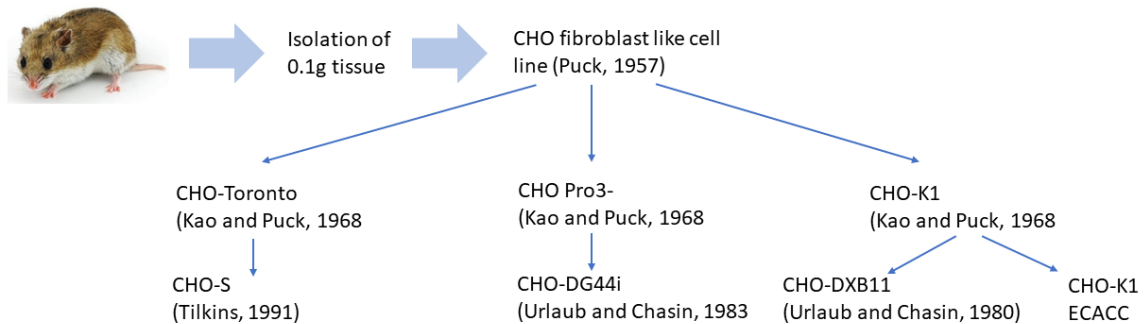 Isolation of
0.1g tissue
CHO fibroblast like cell
line (Puck, 1957)
CHO-Toronto
(Kao and Puck, 1968
CHO Pro3-
(Kao and Puck, 1968
CHO-K1
(Kao and Puck, 1968
CHO-S
(Tilkins, 1991)
CHO-DG44i
(Urlaub and Chasin, 1983
CHO-DXB11
(Urlaub and Chasin, 1980)
CHO-K1
ECACC